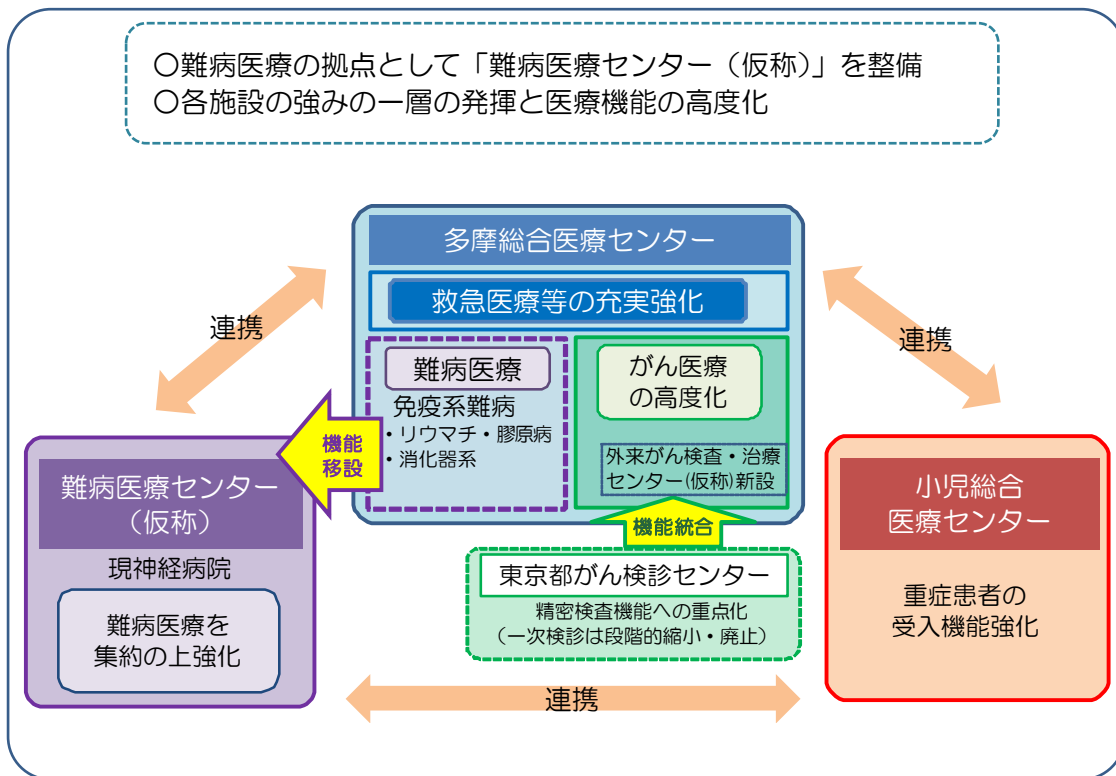 〇難病医療の拠点として「難病医療センター（仮称）」を整備
〇各施設の強みの一層の発揮と医療機能の高度化
多摩総合医療センター
救急医療等の充実強化
連携
連携
難病医療
免疫系難病
・リウマチ・膠原病
・消化器系
がん医療
の高度化
外来がん検査・治療
センター(仮称)新設
機能
移設
機能統合
難病医療センター
（仮称）
現神経病院
難病医療を
集約の上強化
東京都がん検診センター
精密検査機能への重点化
（一次検診は段階的縮小・廃止）
小児総合
医療センター
重症患者の
受入機能強化
連携